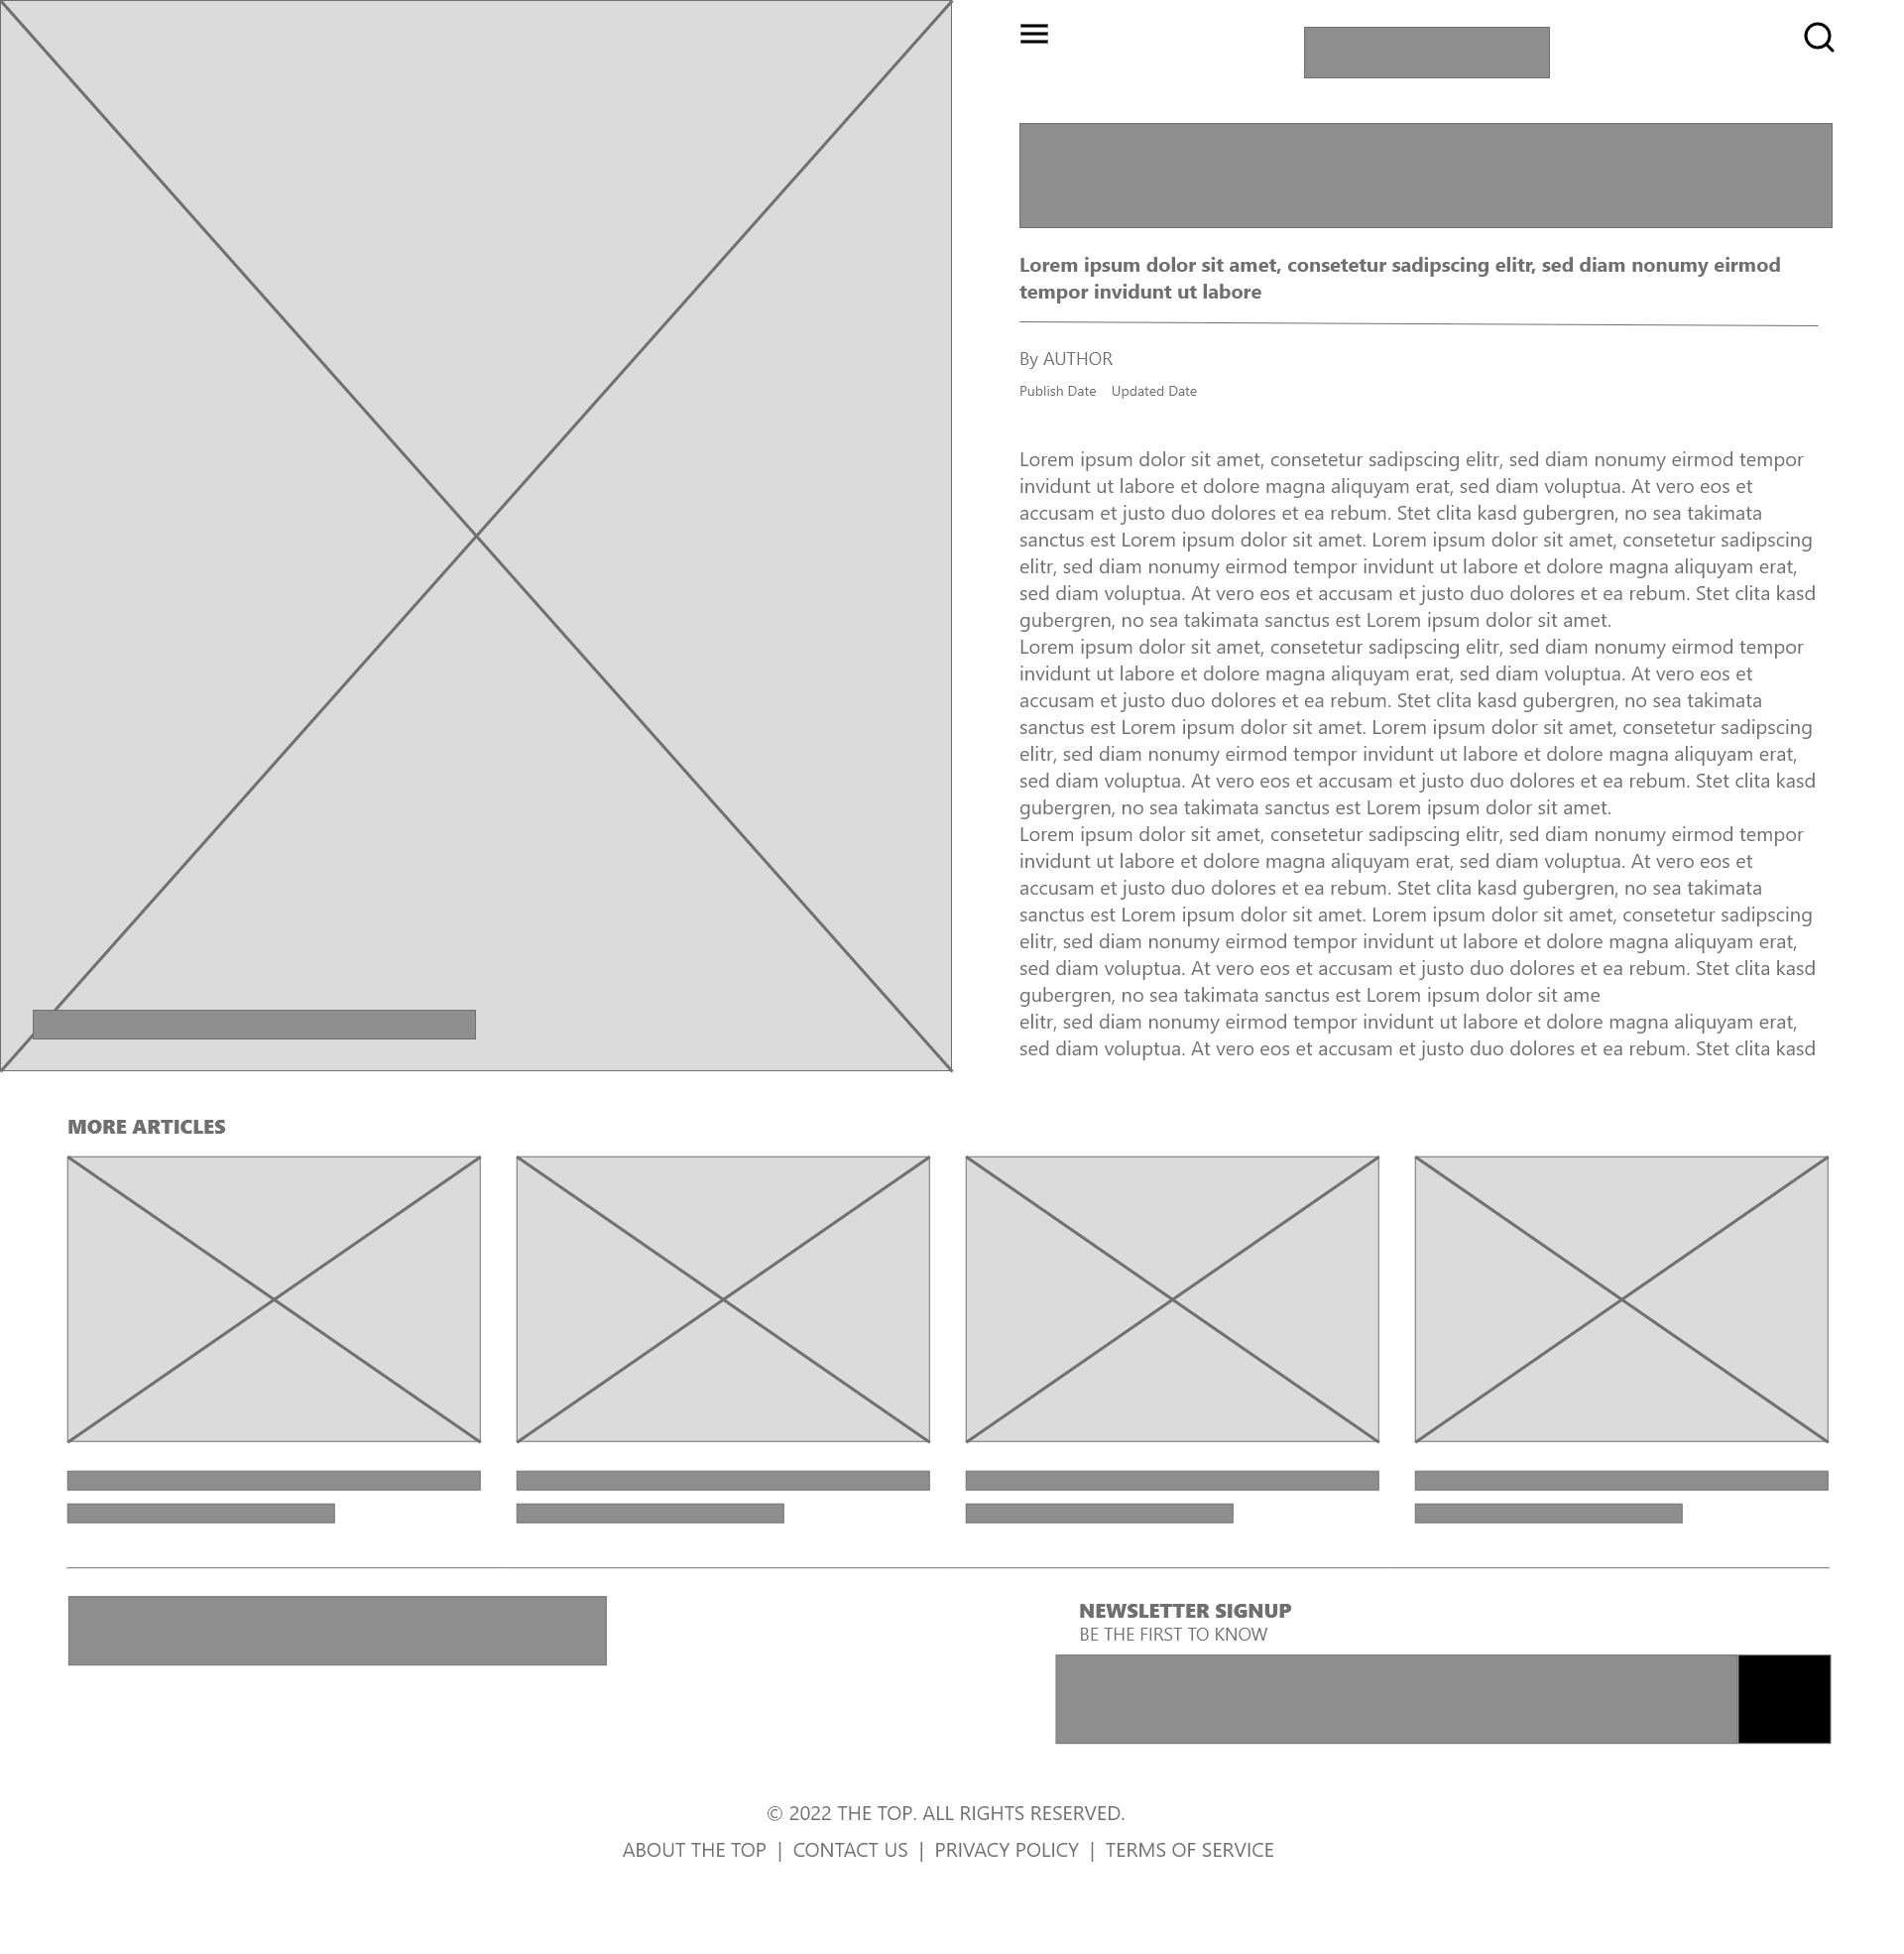 Lorem ipsum dolor sit amet, consetetur sadipscing elitr, sed diam nonumy eirmod
tempor invidunt ut labore
By AUTHOR
Publish Date Updated Date
Lorem ipsum dolor sit amet, consetetur sadipscing elitr, sed diam nonumy eirmod tempor
invidunt ut labore et dolore magna aliquyam erat, sed diam voluptua. At vero eos et
accusam et justo duo dolores et ea rebum. Stet clita kasd gubergren, no sea takimata
sanctus est Lorem ipsum dolor sit amet. Lorem ipsum dolor sit amet, consetetur sadipscing
elitr, sed diam nonumy eirmod tempor invidunt ut labore et dolore magna aliquyam erat,
sed diam voluptua. At vero eos et accusam et justo duo dolores et ea rebum. Stet clita kasd
gubergren, no sea takimata sanctus est Lorem ipsum dolor sit amet.
Lorem ipsum dolor sit amet, consetetur sadipscing elitr, sed diam nonumy eirmod tempor
invidunt ut labore et dolore magna aliquyam erat, sed diam voluptua. At vero eos et
accusam et justo duo dolores et ea rebum. Stet clita kasd gubergren, no sea takimata
sanctus est Lorem ipsum dolor sit amet. Lorem ipsum dolor sit amet, consetetur sadipscing
elitr, sed diam nonumy eirmod tempor invidunt ut labore et dolore magna aliquyam erat,
sed diam voluptua. At vero eos et accusam et justo duo dolores et ea rebum. Stet clita kasd
gubergren, no sea takimata sanctus est Lorem ipsum dolor sit amet.
Lorem ipsum dolor sit amet, consetetur sadipscing elitr, sed diam nonumy eirmod tempor
invidunt ut labore et dolore magna aliquyam erat, sed diam voluptua. At vero eos et
accusam et justo duo dolores et ea rebum. Stet clita kasd gubergren, no sea takimata
sanctus est Lorem ipsum dolor sit amet. Lorem ipsum dolor sit amet, consetetur sadipscing
elitr, sed diam nonumy eirmod tempor invidunt ut labore et dolore magna aliquyam erat,
sed diam voluptua. At vero eos et accusam et justo duo dolores et ea rebum. Stet clita kasd
gubergren, no sea takimata sanctus est Lorem ipsum dolor sit ame
elitr, sed diam nonumy eirmod tempor invidunt ut labore et dolore magna aliquyam erat,
sed diam voluptua. At vero eos et accusam et justo duo dolores et ea rebum. Stet clita kasd
MORE ARTICLES
NEWSLETTER SIGNUP
BE THE FIRST TO KNOW
© 2022 THE TOP. ALL RIGHTS RESERVED.
ABOUT THE TOP | CONTACT US | PRIVACY POLICY | TERMS OF SERVICE